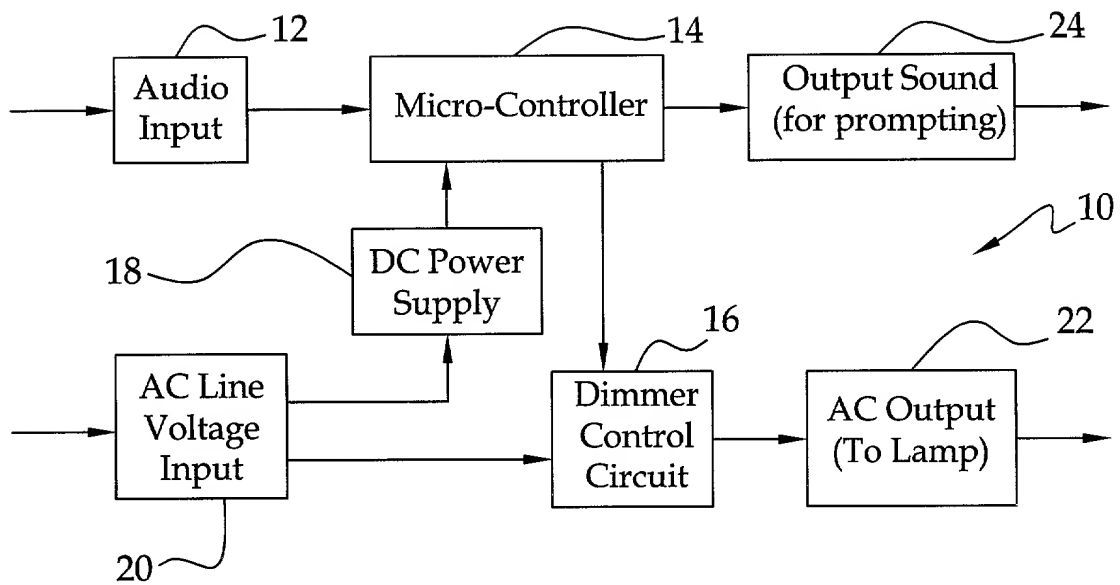 12
14
24
Audio
Input
Micro-Controller
Output Sound
(for prompting)
10
18
DC Power
Supply
16
22
AC Line
Voltage
Input
Dimmer
Control
Circuit
AC Output
(To Lamp)
20